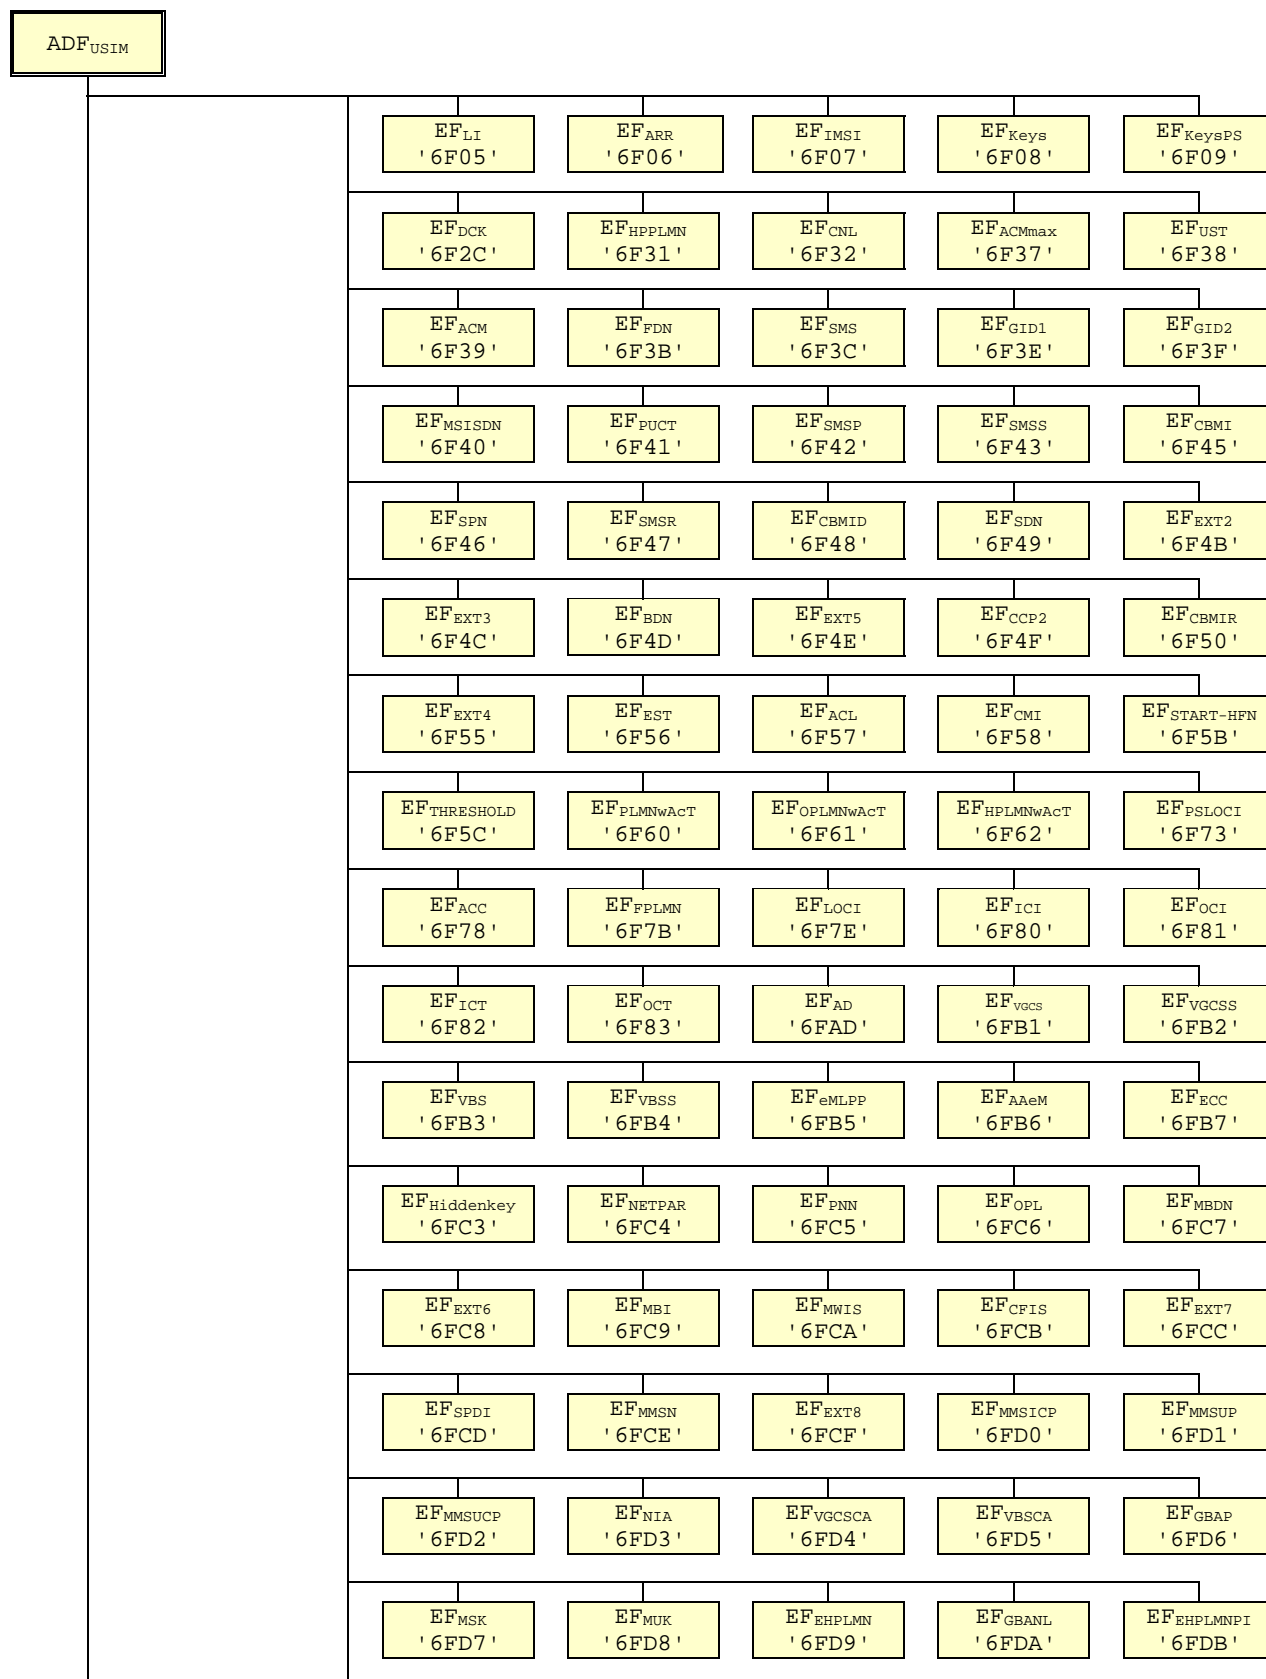 ADFUSIM
EFLI EFARR EFIMSI EFKeys EFKeysPS
'6F05' '6F06' '6F07' '6F08' '6F09'
EFDCK EFHPPLMN EFCNL EFACMmax EFUST
'6F2C' '6F31' '6F32' '6F37' '6F38'
EFACM EFFDN EFSMS EFGID1 EFGID2
'6F39' '6F3B' '6F3C' '6F3E' '6F3F'
EFMSISDN EFPUCT EFSMSP EFSMSS EFCBMI
'6F40' '6F41' '6F42' '6F43' '6F45'
EFSPN EFSMSR EFCBMID EFSDN EFEXT2
'6F46' '6F47' '6F48' '6F49' '6F4B'
EFEXT3 EFBDN EFEXT5 EFCCP2 EFCBMIR
'6F4C' '6F4D' '6F4E' '6F4F' '6F50'
EFEXT4 EFEST EFACL EFCMI EFSTART-HFN
'6F55' '6F56' '6F57' '6F58' '6F5B'
EFTHRESHOLD EFPLMNwAcT EFOPLMNwAcT EFHPLMNwAcT EFPSLOCI
'6F5C' '6F60' '6F61' '6F62' '6F73'
EFACC EFFPLMN EFLOCI EFICI EFOCI
'6F78' '6F7B' '6F7E' '6F80' '6F81'
EFICT EFOCT EFAD EFVGCS EFVGCSS
'6F82' '6F83' '6FAD' '6FB1' '6FB2'
EFVBS EFVBSS EFeMLPP EFAAeM EFECC
'6FB3' '6FB4' '6FB5' '6FB6' '6FB7'
EFHiddenkey EFNETPAR EFPNN EFOPL EFMBDN
'6FC3' '6FC4' '6FC5' '6FC6' '6FC7'
EFEXT6 EFMBI EFMWIS EFCFIS EFEXT7
'6FC8' '6FC9' '6FCA' '6FCB' '6FCC'
EFSPDI EFMMSN EFEXT8 EFMMSICP EFMMSUP
'6FCD' '6FCE' '6FCF' '6FD0' '6FD1'
EFMMSUCP EFNIA EFVGCSCA EFVBSCA EFGBAP
'6FD2' '6FD3' '6FD4' '6FD5' '6FD6'
EFMSK EFMUK EFEHPLMN EFGBANL EFEHPLMNPI
'6FD7' '6FD8' '6FD9' '6FDA' '6FDB'